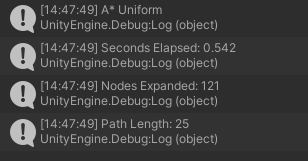 [14:47:49] A* Uniform
UnityEngine.Debug:Log (object)
[14:47:49] Seconds Elapsed: 0.542
UnityEngine.Debug:Log (object)
[14:47:49] Nodes Expanded: 121
UnityEngine.Debug:Log (object)
[14:47:49] Path Length: 25
UnityEngine.Debug:Log (object)